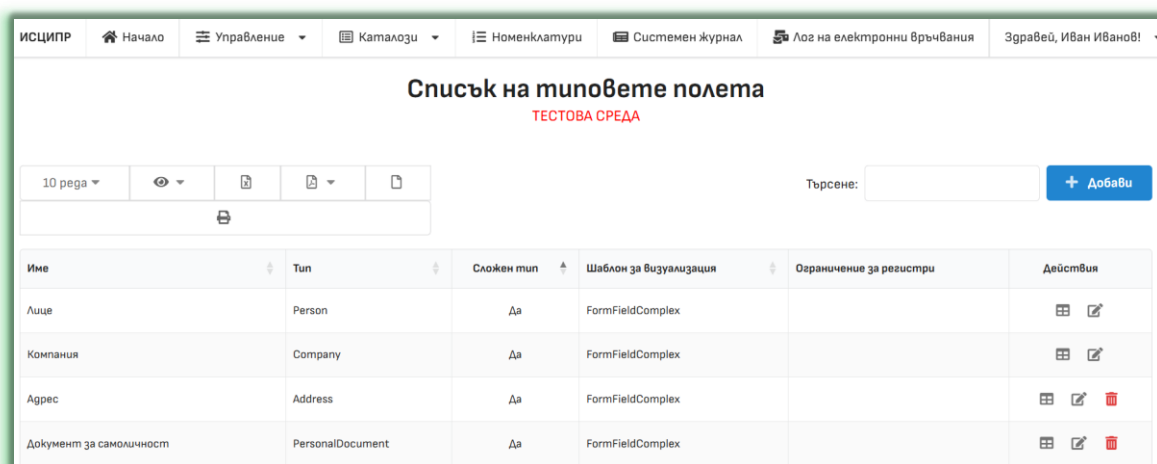 ИСЦИПР Начало Управление Каталози Номенклатури Системен журнал Лог на електронни връчвания Здравей, Иван Иванов!
Списък на типовете полета
ТЕСТОВА СРЕДА
10 реда Търсене: + Добави
Име Тип Сложен тип Шаблон за визуализация Ограничение за регистри Действия
Лице Person Да FormFieldComplex
Компания Company Да FormFieldComplex
Адрес Address Да FormFieldComplex
Документ за самоличност PersonalDocument Да FormFieldComplex